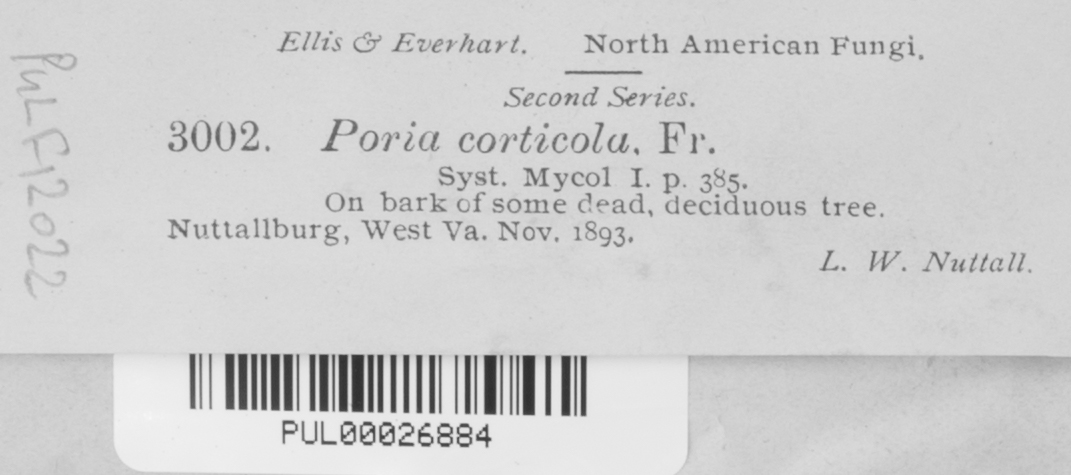 Ellis & Everhart. North American Fungi.
Second Series.
3002. Poria corticola, Fr.
Syst. Mycol I. p. 385.
On bark of some dead, deciduous tree.
Nuttallburg, West Va. Nov. 1893.
L. W. Nuttall.
PUL F12022
PUL00026884